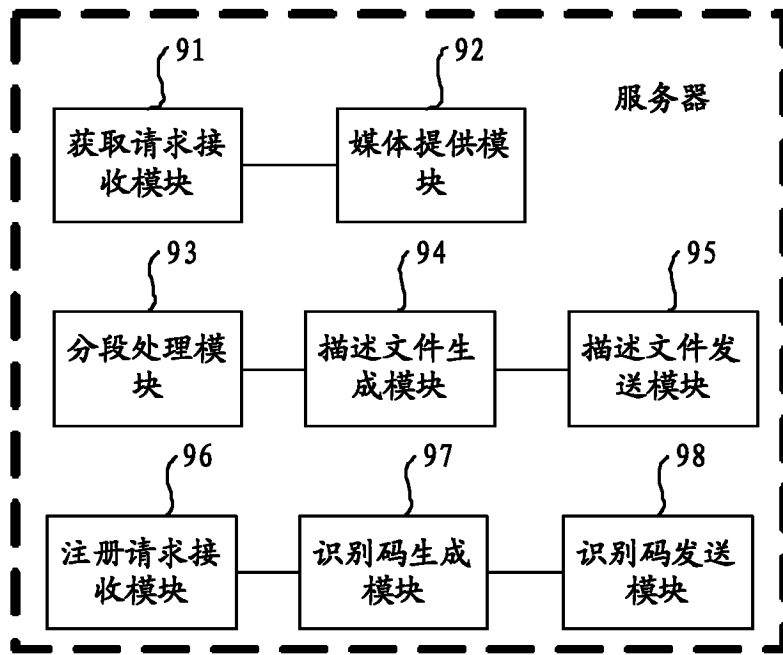 91
92
服务器
获取请求接
收模块
媒体提供模
块
93
94
95
分段处理模
块
描述文件生
成模块
描述文件发
送模块
96
97
98
注册请求接
收模块
识别码生成
模块
识别码发送
模块